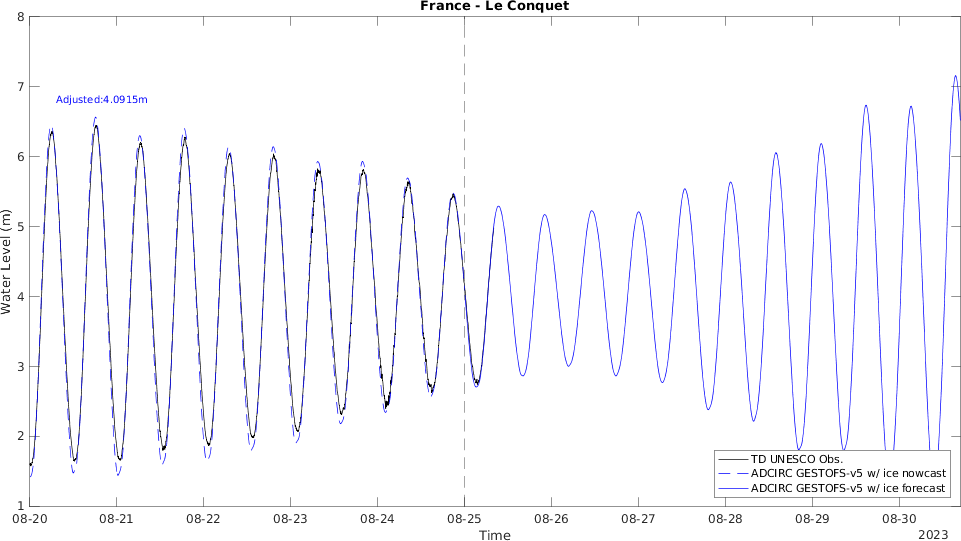 France - Le Conquet
8
7
6
5
4
3
2
1
Water Level (m)
Adjusted:4.0915m
TD UNESCO Obs.
ADCIRC GESTOFS-v5 w/ ice nowcast
ADCIRC GESTOFS-v5 w/ ice forecast
08-20 08-21 08-22 08-23 08-24 08-25 08-26 08-27 08-28 08-29 08-30
Time
2023